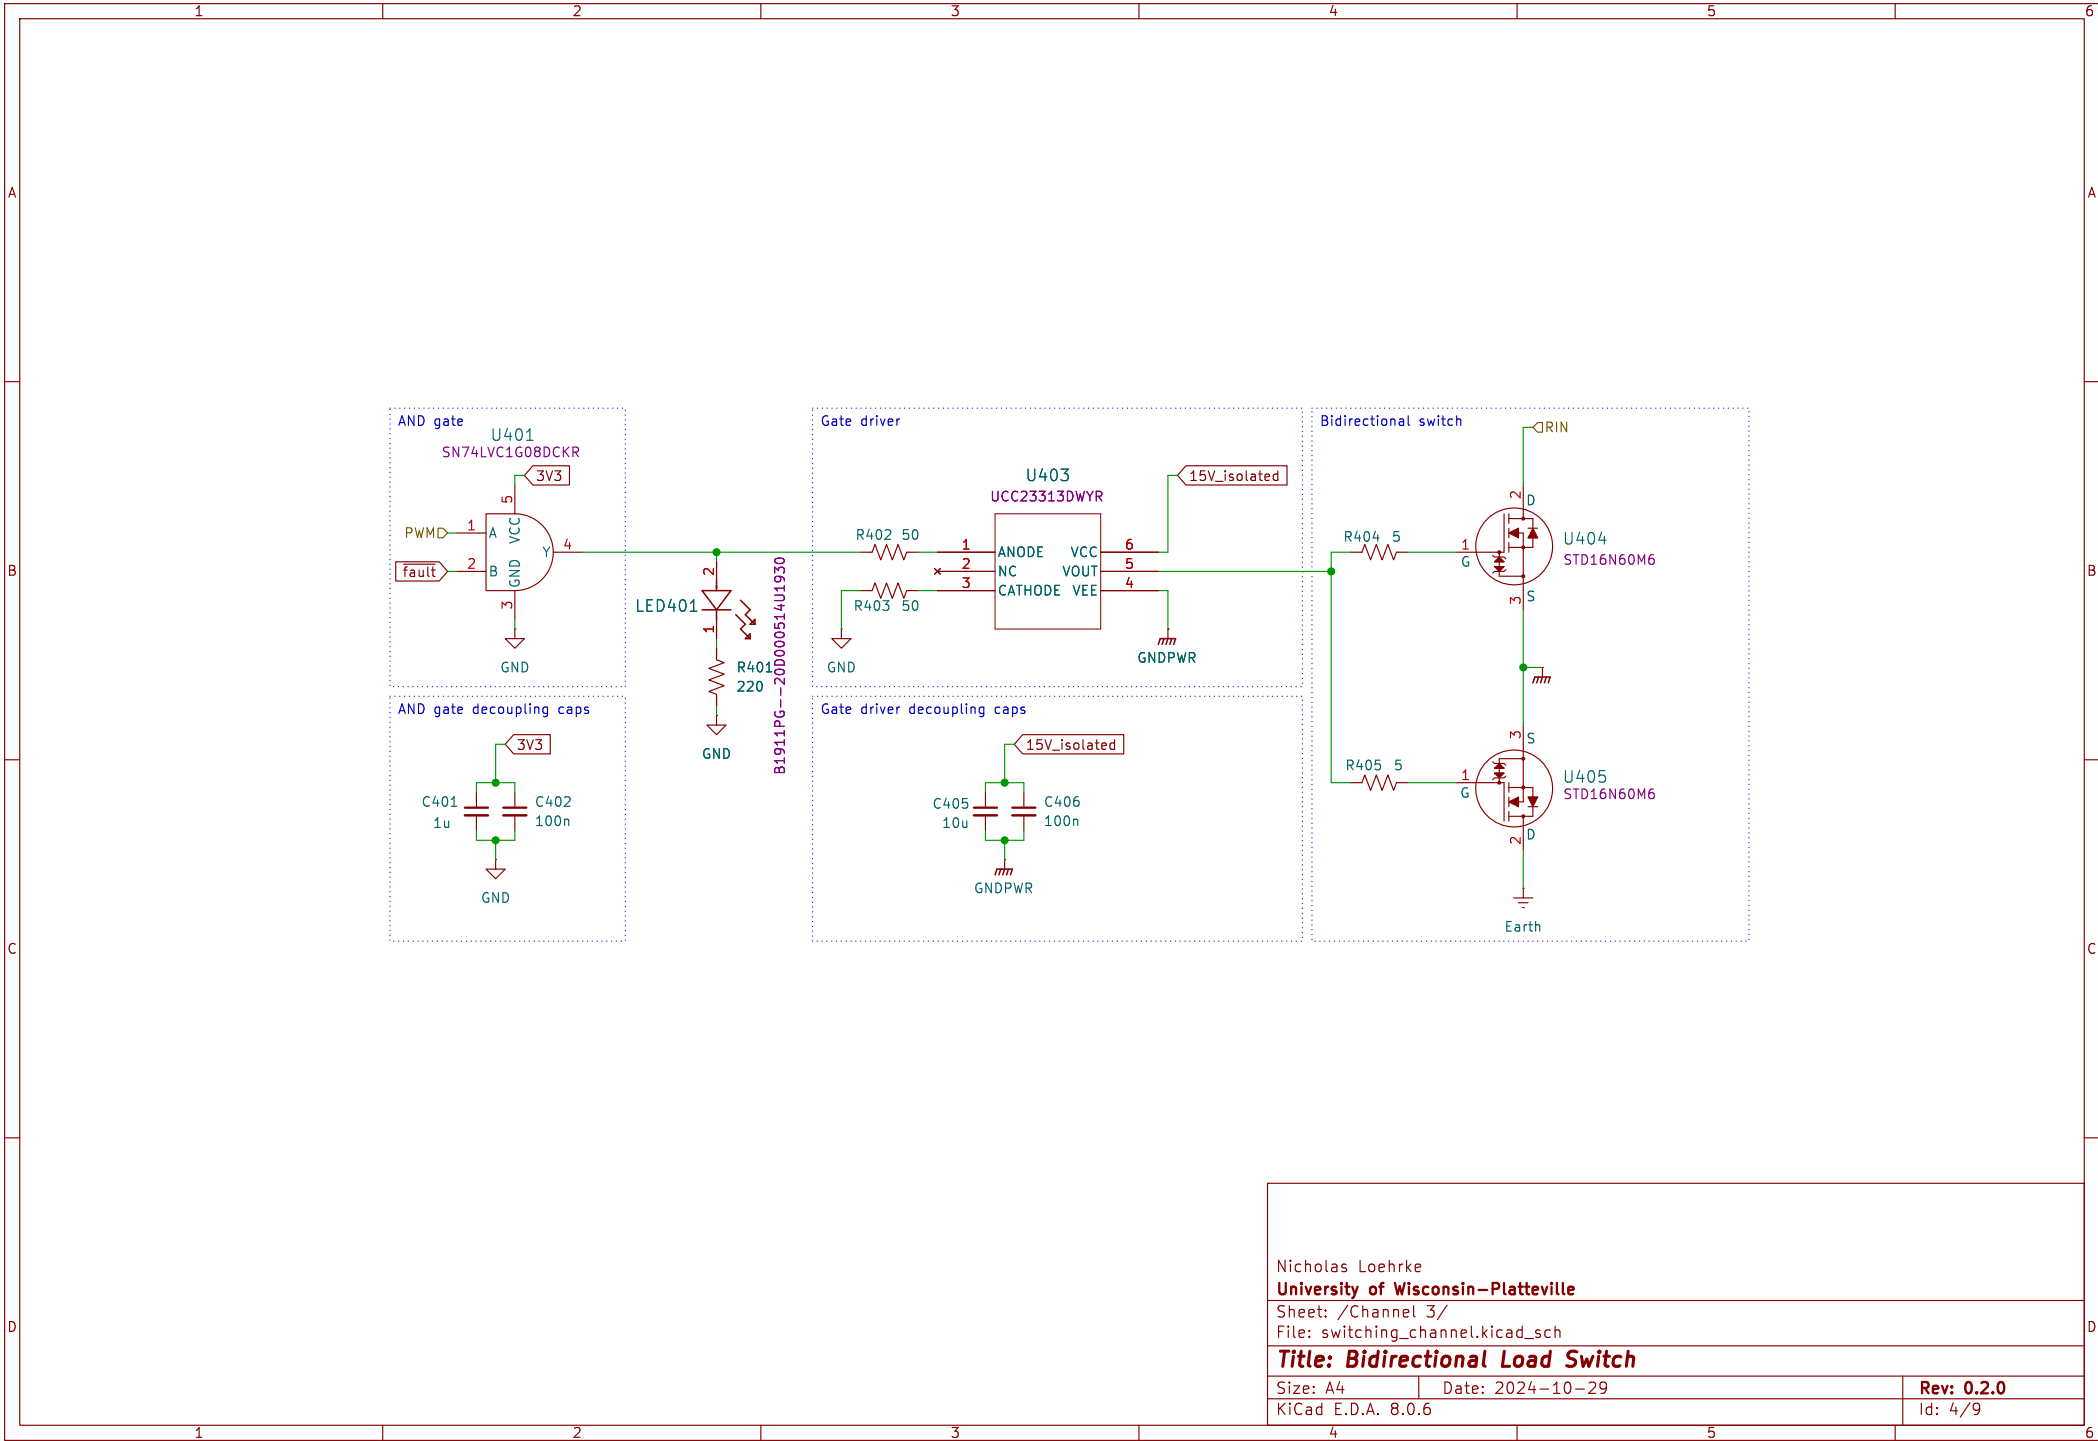 1 2 3 4 5 6
A A
B B
C C
D D
AND gate
U401
SN74LVC1G08DCKR
3V3
5
VCC
PWM 1 A
Y 4
fault 2 B
GND
3
GND
LED401
2
1
B1911PG--20D000514U1930
R401
220
GND
Gate driver
U403
UCC23313DWYR
15V_isolated
R402 50
1 ANODE VCC 6
2 NC VOUT 5
3 CATHODE VEE 4
R403 50
GND
GNDPWR
Bidirectional switch
RIN
2 D
R404 5
1
G
U404
STD16N60M6
3 S
3 S
R405 5
1
G
U405
STD16N60M6
2 D
Earth
AND gate decoupling caps
3V3
C401
1u
C402
100n
GND
Gate driver decoupling caps
15V_isolated
C405
10u
C406
100n
GNDPWR
Nicholas Loehrke
University of Wisconsin-Platteville
Sheet: /Channel 3/
File: switching_channel.kicad_sch
Title: Bidirectional Load Switch
Size: A4 Date: 2024-10-29 Rev: 0.2.0
KiCad E.D.A. 8.0.6 Id: 4/9
1 2 3 4 5 6